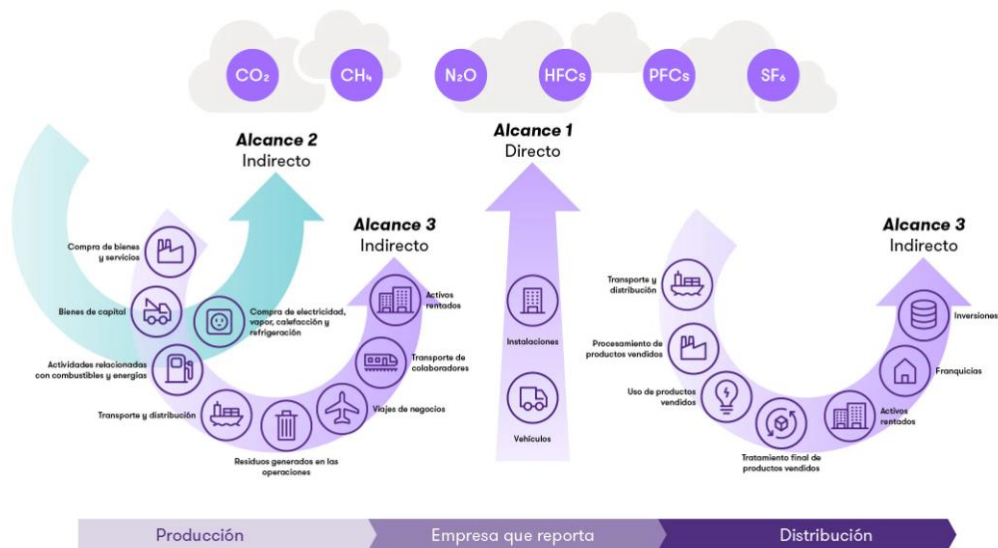 CO₂
CH₄
N₂O
HFCs
PFCs
SF₆
Alcance 2
Indirecto
Alcance 1
Directo
Alcance 3
Indirecto
Alcance 3
Indirecto
Compra de bienes
y servicios
Bienes de capital
Compra de electricidad,
vapor, calefacción y
refrigeración
Actividades relacionadas
con combustibles y energías
Transporte y distribución
Residuos generados en las
operaciones
Viajes de negocios
Transporte de
colaboradores
Activos
rentados
Instalaciones
Vehículos
Transporte y
distribución
Procesamiento de
productos vendidos
Uso de productos
vendidos
Tratamiento final de
productos vendidos
Activos
rentados
Franquicias
Inversiones
Producción
Empresa que reporta
Distribución